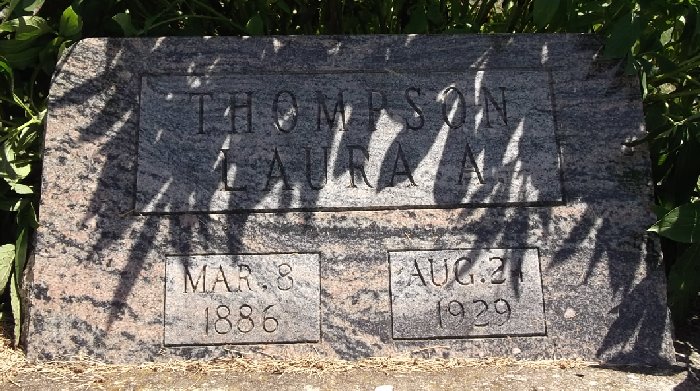 THOMPSON
LAURA A
MAR. 8
1886
AUG. 24
1929